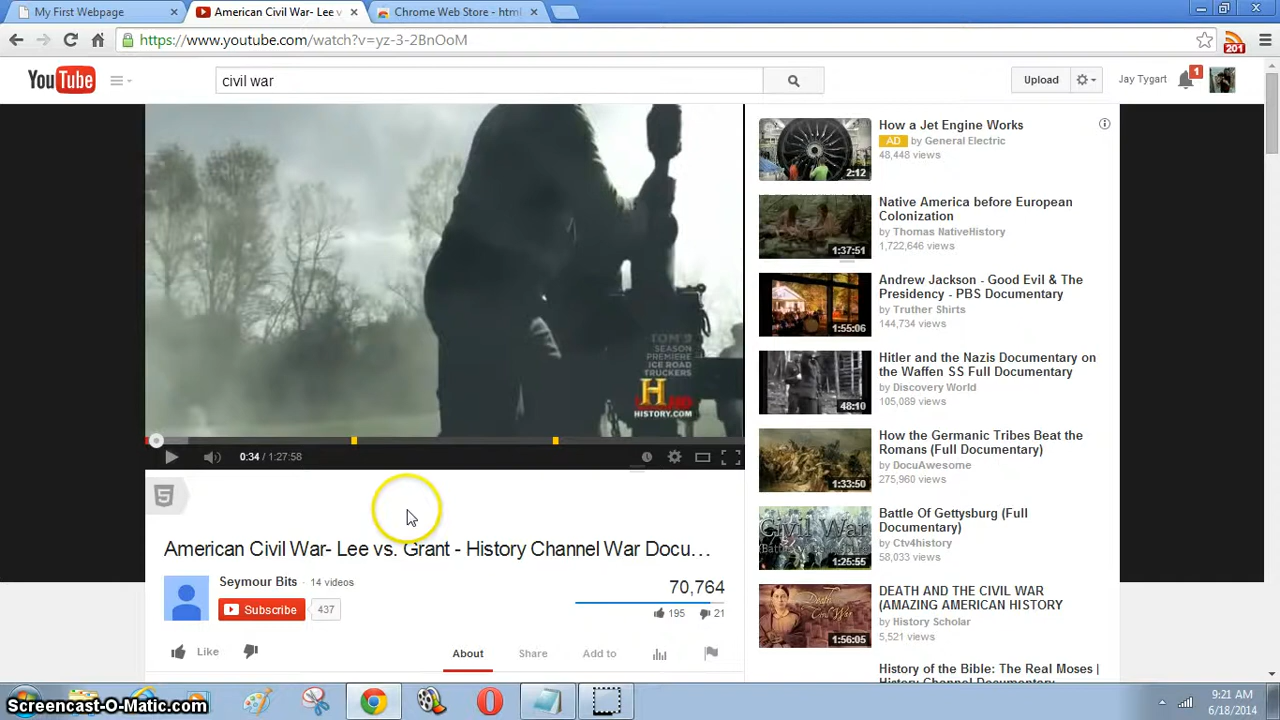 My First Webpage
American Civil War- Lee v
Chrome Web Store - html
https://www.youtube.com/watch?v=yz-3-2BnOoM
201
YouTube
civil war
Upload
Jay Tygart
1
TOM'S
SEASON
PREMIERE
ICE ROAD
TRUCKERS
H
HISTORY.COM
0:34 / 1:27:58
5
American Civil War- Lee vs. Grant - History Channel War Docu...
Seymour Bits · 14 videos
Subscribe 437
70,764
195 21
Like
About Share Add to
How a Jet Engine Works
AD by General Electric
48,448 views
2:12
Native America before European
Colonization
by Thomas NativeHistory
1,722,646 views
1:37:51
Andrew Jackson - Good Evil & The
Presidency - PBS Documentary
by Truther Shirts
144,734 views
1:55:06
Hitler and the Nazis Documentary on
the Waffen SS Full Documentary
by Discovery World
105,089 views
48:10
How the Germanic Tribes Beat the
Romans (Full Documentary)
by DocuAwesome
275,960 views
1:33:50
Battle Of Gettysburg (Full
Documentary)
by Ctv4history
58,033 views
Civil War
1:25:55
DEATH AND THE CIVIL WAR
(AMAZING AMERICAN HISTORY
by History Scholar
5,521 views
1:56:05
History of the Bible: The Real Moses |
History Channel Documentary
Screencast-O-Matic.com
9:21 AM
6/18/2014